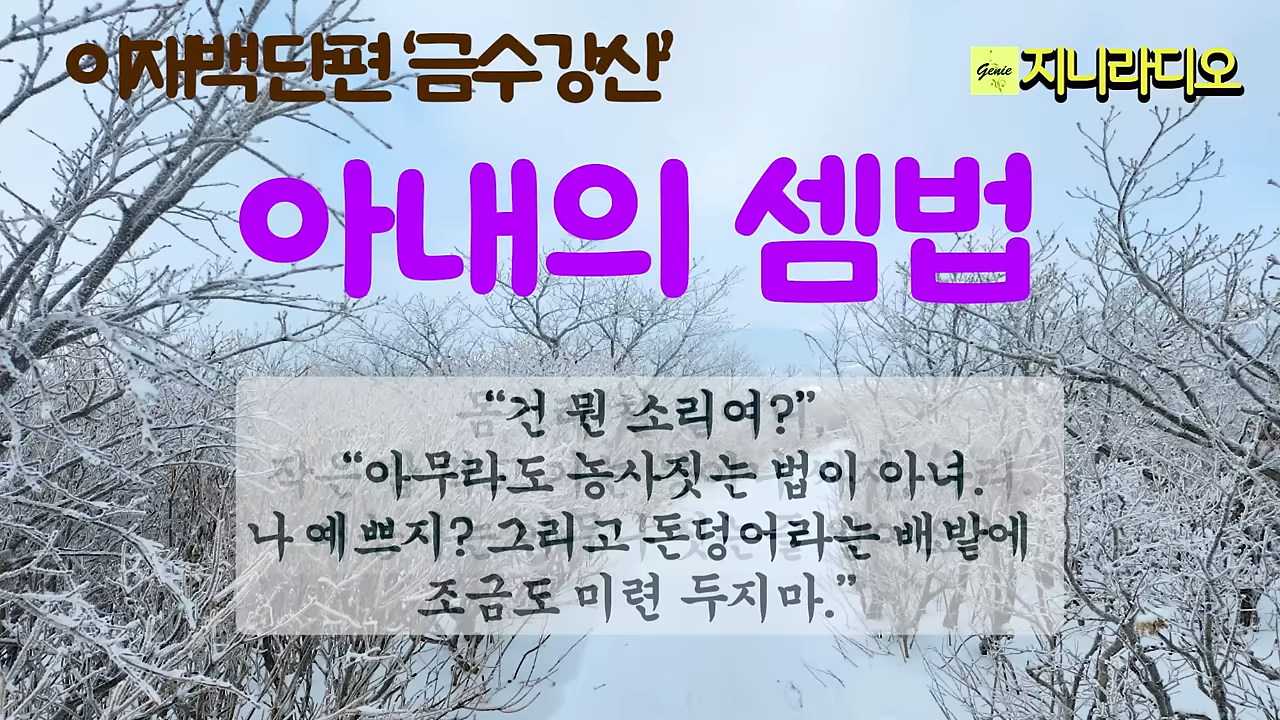 이재백단편 ‘금수강산’
Genie 지니라디오
아내의 셈법
“건 뭔 소리여?”
“아무라도 농사짓는 법이 아녀.
나 예쁘지? 그리고 돈덩어라는 배밭에
조금도 미련 두지마.”